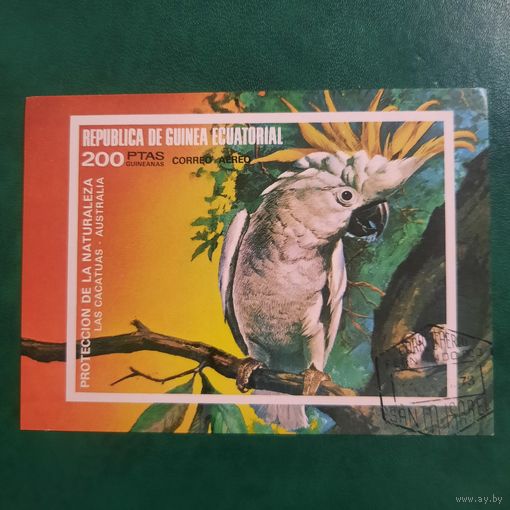 REPUBLICA DE GUINEA ECUATORIAL
200 PTAS
GUINEANAS
CORREO AEREO
PROTECCION DE LA NATURALEZA
LAS CACATUAS - AUSTRALIA
www.ay.by